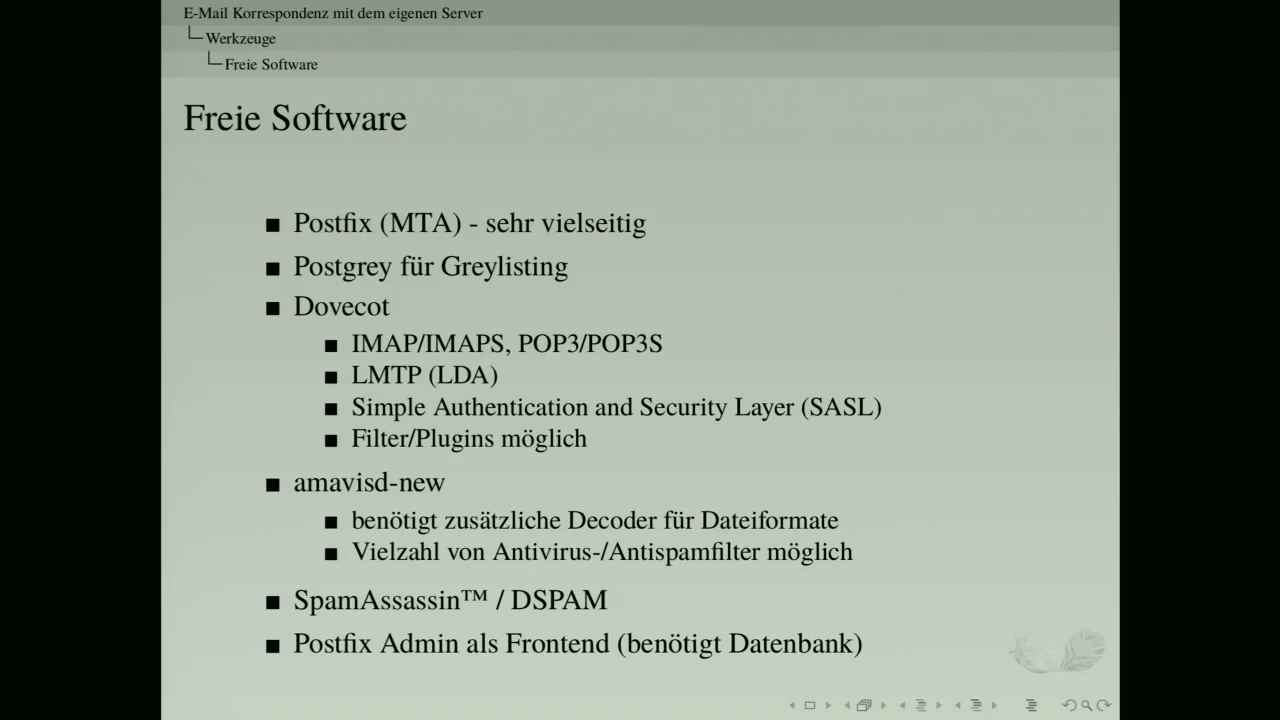 E-Mail Korrespondenz mit dem eigenen Server
Werkzeuge
Freie Software
Freie Software
Postfix (MTA) - sehr vielseitig
Postgrey für Greylisting
Dovecot
IMAP/IMAPS, POP3/POP3S
LMTP (LDA)
Simple Authentication and Security Layer (SASL)
Filter/Plugins möglich
amavisd-new
benötigt zusätzliche Decoder für Dateiformate
Vielzahl von Antivirus-/Antispamfilter möglich
SpamAssassin™ / DSPAM
Postfix Admin als Frontend (benötigt Datenbank)